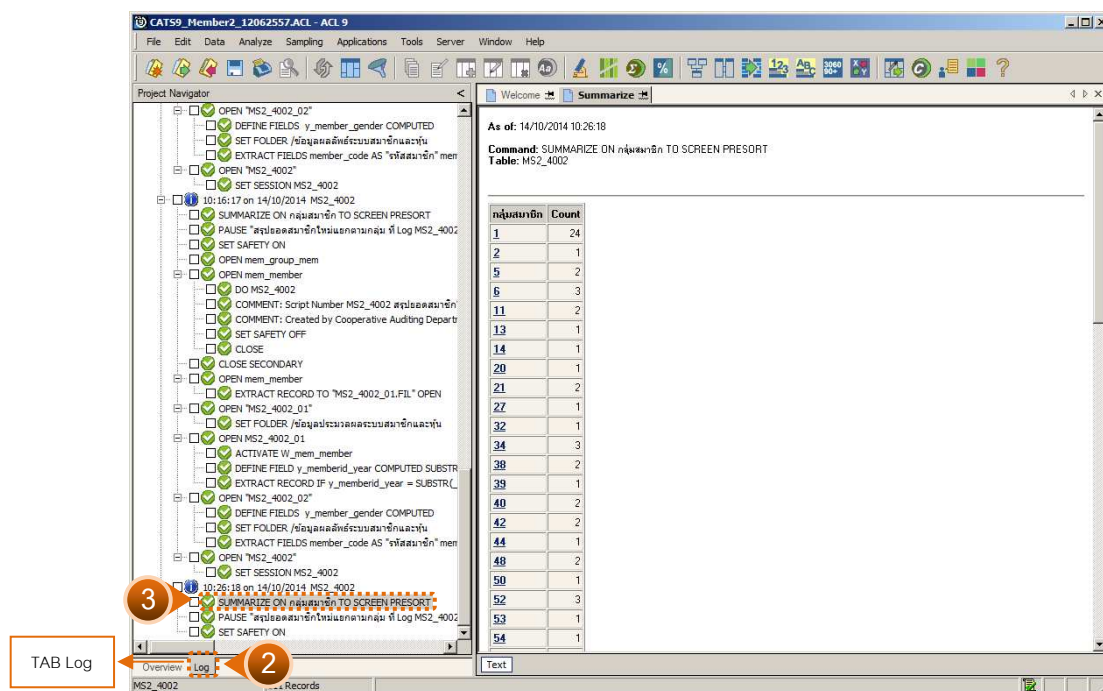 CATS9_Member2_12062557.ACL - ACL 9
File Edit Data Analyze Sampling Applications Tools Server Window Help
Project Navigator <
OPEN "MS2_4002_02"
DEFINE FIELDS y_member_gender COMPUTED
SET FOLDER /ข้อมูลผลลัพธ์ระบบสมาชิกและหุ้น
EXTRACT FIELDS member_code AS "รหัสสมาชิก" mem
OPEN "MS2_4002"
SET SESSION MS2_4002
10:16:17 on 14/10/2014 MS2_4002
SUMMARIZE ON กลุ่มสมาชิก TO SCREEN PRESORT
PAUSE "สรุปยอดสมาชิกใหม่แยกตามกลุ่ม ที่ Log MS2_4002
SET SAFETY ON
OPEN mem_group_mem
OPEN mem_member
DO MS2_4002
COMMENT: Script Number MS2_4002 สรุปยอดสมาชิก
COMMENT: Created by Cooperative Auditing Departr
SET SAFETY OFF
CLOSE
CLOSE SECONDARY
OPEN mem_member
EXTRACT RECORD TO "MS2_4002_01.FIL" OPEN
OPEN "MS2_4002_01"
SET FOLDER /ข้อมูลประมวลผลระบบสมาชิกและหุ้น
OPEN MS2_4002_01
ACTIVATE W_mem_member
DEFINE FIELD y_memberid_year COMPUTED SUBSTR
EXTRACT RECORD IF y_memberid_year = SUBSTR(_
OPEN "MS2_4002_02"
DEFINE FIELDS y_member_gender COMPUTED
SET FOLDER /ข้อมูลผลลัพธ์ระบบสมาชิกและหุ้น
EXTRACT FIELDS member_code AS "รหัสสมาชิก" mem
OPEN "MS2_4002"
SET SESSION MS2_4002
10:26:18 on 14/10/2014 MS2_4002
3
SUMMARIZE ON กลุ่มสมาชิก TO SCREEN PRESORT
PAUSE "สรุปยอดสมาชิกใหม่แยกตามกลุ่ม ที่ Log MS2_4002
SET SAFETY ON
TAB Log
Overview Log
2
MS2_4002 Records
Welcome Summarize
As of: 14/10/2014 10:26:18
Command: SUMMARIZE ON กลุ่มสมาชิก TO SCREEN PRESORT
Table: MS2_4002
กลุ่มสมาชิก Count
1 24
2 1
5 2
6 3
11 2
13 1
14 1
20 1
21 2
27 1
32 1
34 3
38 2
39 1
40 2
42 2
44 1
48 2
50 1
52 3
53 1
54 1
Text